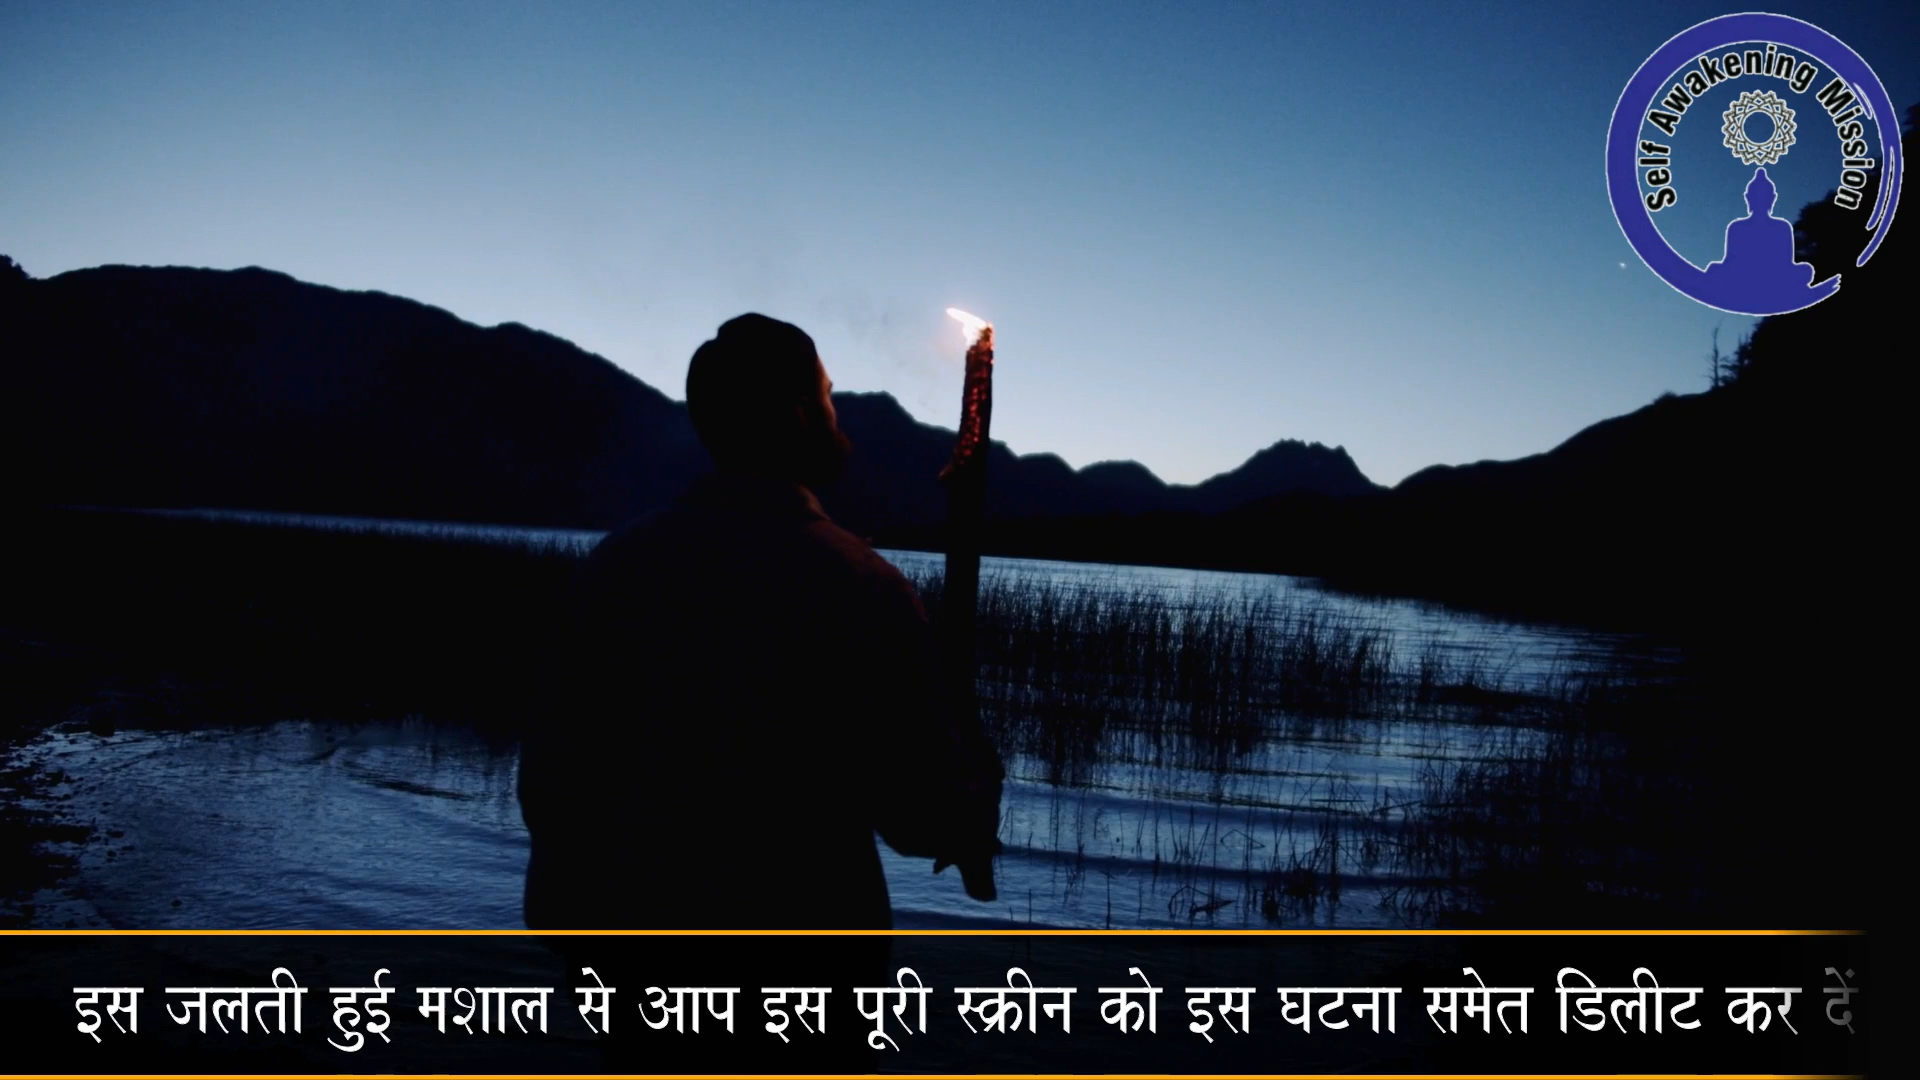 Self Awakening Mission
इस जलती हुई मशाल से आप इस पूरी स्क्रीन को इस घटना समेत डिलीट कर दें